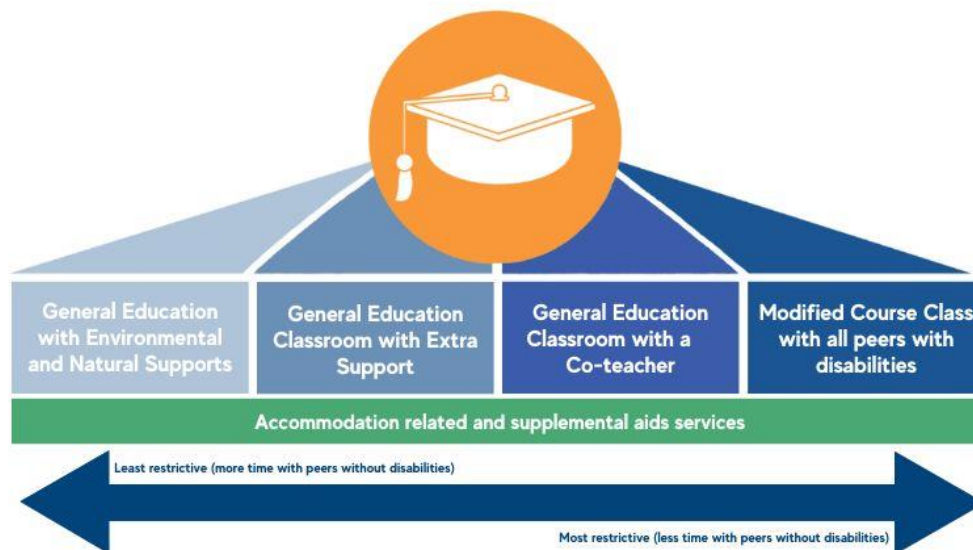 General Education
with Environmental
and Natural Supports
General Education
Classroom with Extra
Support
General Education
Classroom with a
Co-teacher
Modified Course Class
with all peers with
disabilities
Accommodation related and supplemental aids services
Least restrictive (more time with peers without disabilities)
Most restrictive (less time with peers without disabilities)